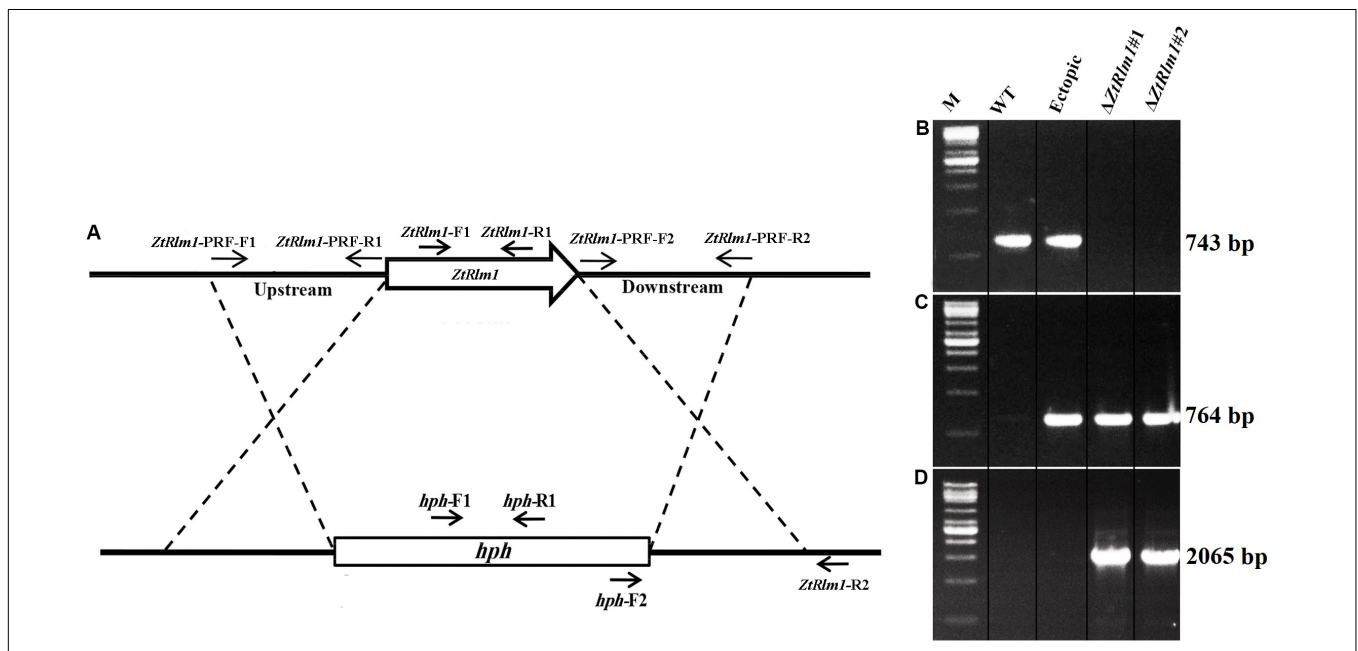 A
ZtRlm1-PRF-F1
ZtRlm1-PRF-R1
ZtRlm1-F1
ZtRlm1-R1
ZtRlm1-PRF-F2
ZtRlm1-PRF-R2
Upstream
ZtRlm1
Downstream
hph-F1
hph-R1
hph
hph-F2
ZtRlm1-R2
M
WT
Ectopic
ΔZtRlm1#1
ΔZtRlm1#2
B
743 bp
C
764 bp
D
2065 bp